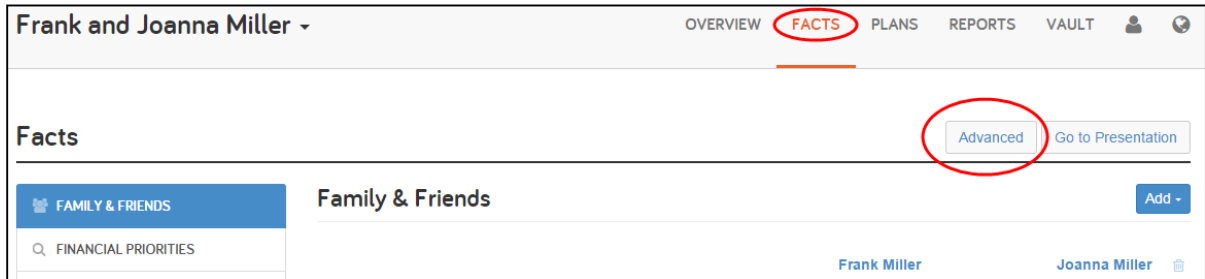 Frank and Joanna Miller
OVERVIEW FACTS PLANS REPORTS VAULT
Facts
Advanced Go to Presentation
FAMILY & FRIENDS
Family & Friends
Add
FINANCIAL PRIORITIES
Frank Miller Joanna Miller